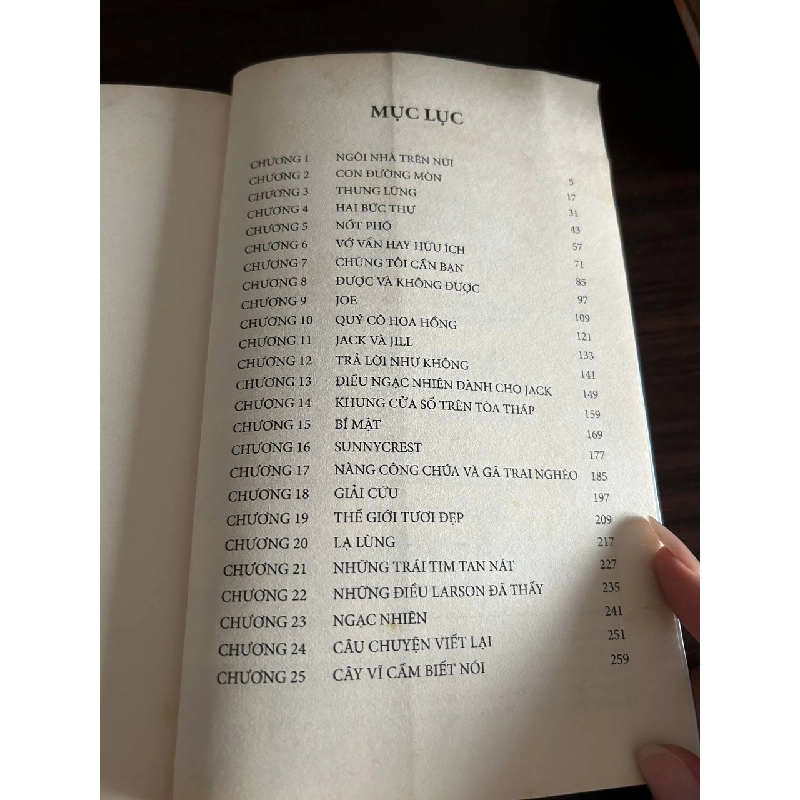 MỤC LỤC
CHƯƠNG 1 NGÔI NHÀ TRÊN NÚI 5
CHƯƠNG 2 CON ĐƯỜNG MÒN 17
CHƯƠNG 3 THUNG LŨNG 31
CHƯƠNG 4 HAI BỨC THƯ 43
CHƯƠNG 5 NỐT PHÔ 57
CHƯƠNG 6 VỚ VẨN HAY HỮU ÍCH 71
CHƯƠNG 7 CHÚNG TÔI CẦN BẠN 85
CHƯƠNG 8 ĐƯỢC VÀ KHÔNG ĐƯỢC 97
CHƯƠNG 9 JOE 109
CHƯƠNG 10 QUÝ CÔ HOA HỒNG 121
CHƯƠNG 11 JACK VÀ JILL 133
CHƯƠNG 12 TRẢ LỜI NHƯ KHÔNG 141
CHƯƠNG 13 ĐIỀU NGẠC NHIÊN DÀNH CHO JACK 149
CHƯƠNG 14 KHUNG CỬA SỔ TRÊN TÒA THÁP 159
CHƯƠNG 15 BÍ MẬT 169
CHƯƠNG 16 SUNNYCREST 177
CHƯƠNG 17 NÀNG CÔNG CHÚA VÀ GÃ TRAI NGHÈO 185
CHƯƠNG 18 GIẢI CỨU 197
CHƯƠNG 19 THẾ GIỚI TƯƠI ĐẸP 209
CHƯƠNG 20 LẠ LÙNG 217
CHƯƠNG 21 NHỮNG TRÁI TIM TAN NÁT 227
CHƯƠNG 22 NHỮNG ĐIỀU LARSON ĐÃ THẤY 235
CHƯƠNG 23 NGẠC NHIÊN 241
CHƯƠNG 24 CÂU CHUYỆN VIẾT LẠI 251
CHƯƠNG 25 CÂY VĨ CẦM BIẾT NÓI 259